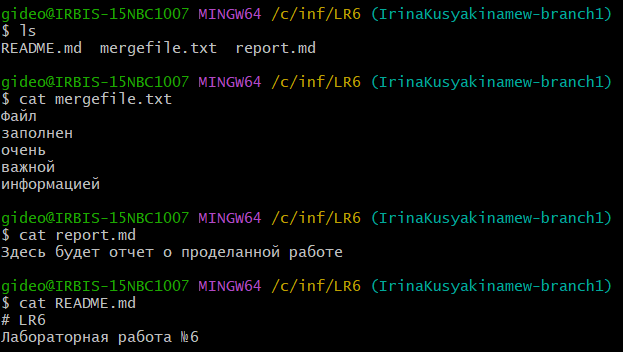 gideo@IRBIS-15NBC1007 MINGW64 /c/inf/LR6 (IrinaKusyakinamew-branch1)
$ ls
README.md  mergefile.txt  report.md
gideo@IRBIS-15NBC1007 MINGW64 /c/inf/LR6 (IrinaKusyakinamew-branch1)
$ cat mergefile.txt
Файл
заполнен
очень
важной
информацией
gideo@IRBIS-15NBC1007 MINGW64 /c/inf/LR6 (IrinaKusyakinamew-branch1)
$ cat report.md
Здесь будет отчет о проделанной работе
gideo@IRBIS-15NBC1007 MINGW64 /c/inf/LR6 (IrinaKusyakinamew-branch1)
$ cat README.md
# LR6
Лабораторная работа №6